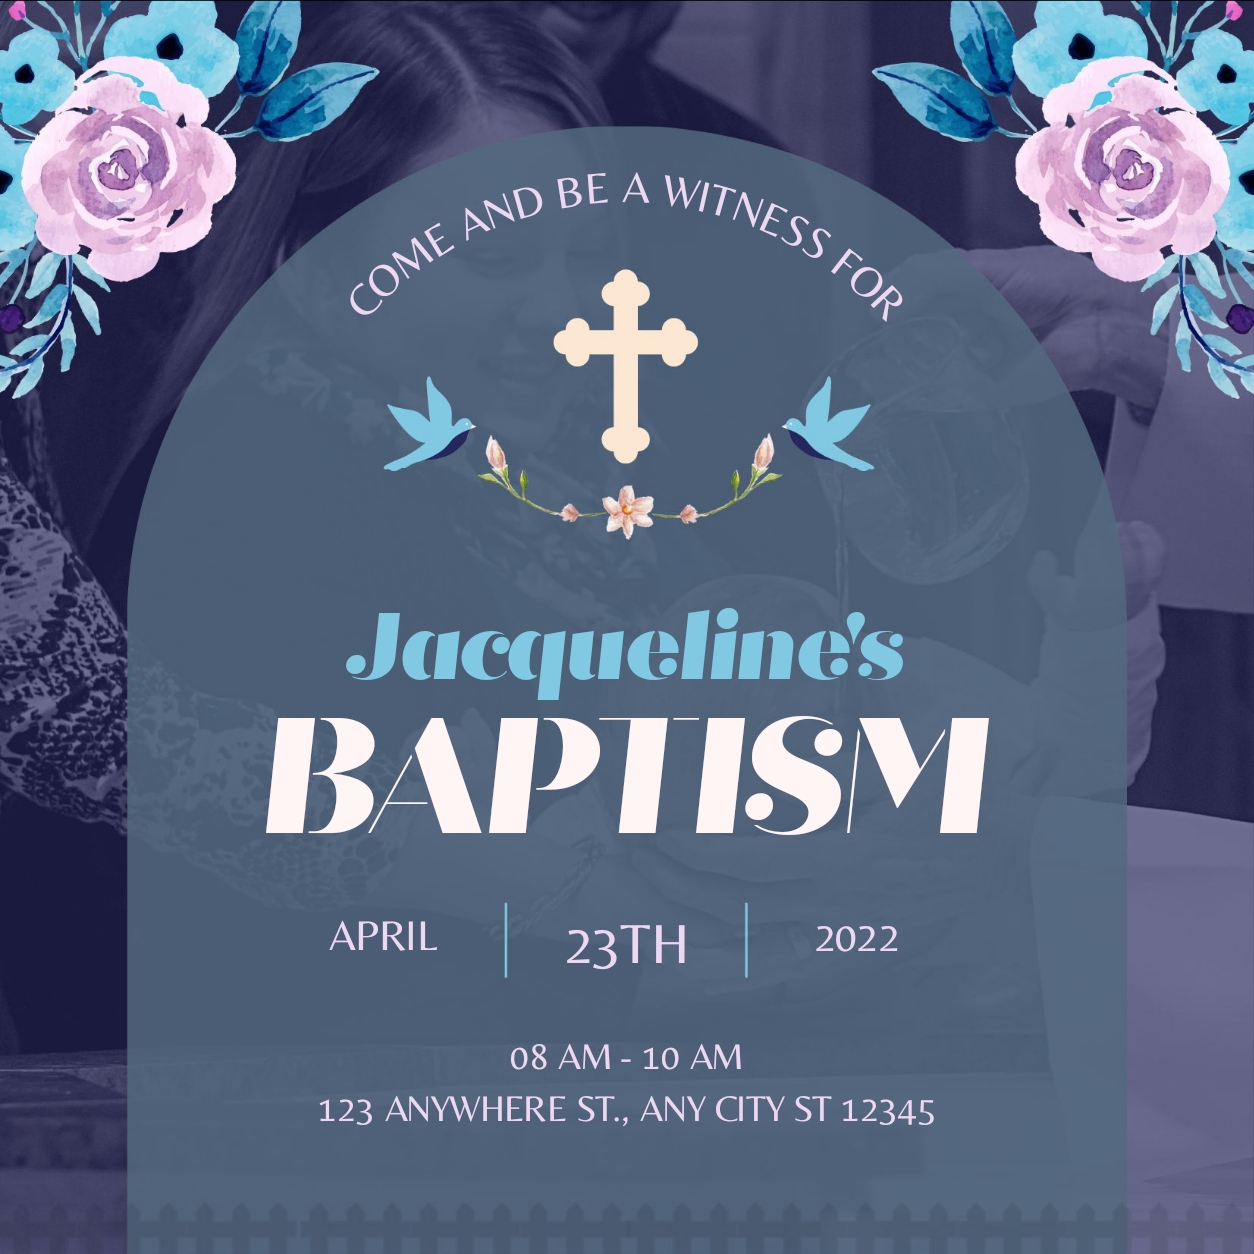 COME AND BE A WITNESS FOR
Jacqueline's
BAPTISM
APRIL 23TH 2022
08 AM - 10 AM
123 ANYWHERE ST., ANY CITY ST 12345